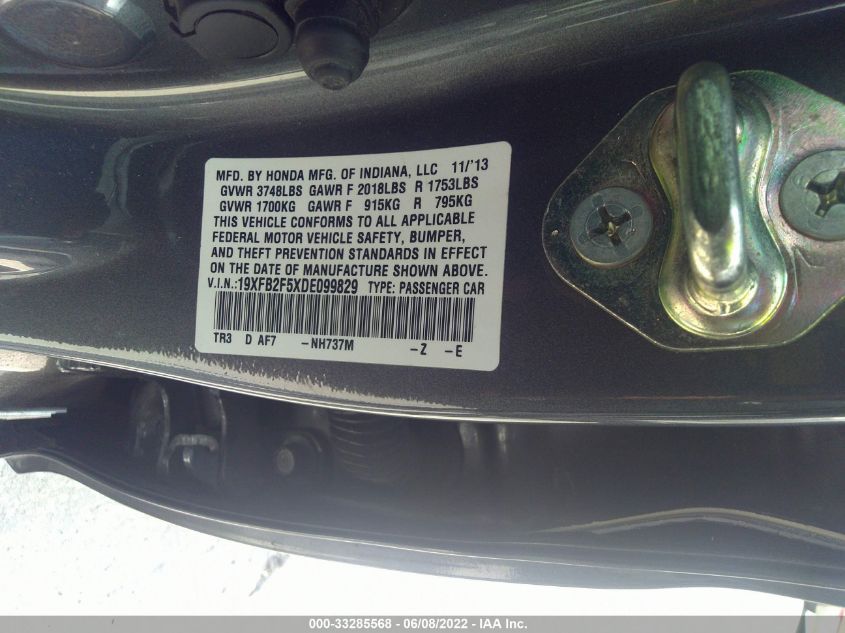 MFD. BY HONDA MFG. OF INDIANA, LLC 11/'13
GVWR 3748LBS GAWR F 2018LBS R 1753LBS
GVWR 1700KG GAWR F 915KG R 795KG
THIS VEHICLE CONFORMS TO ALL APPLICABLE
FEDERAL MOTOR VEHICLE SAFETY, BUMPER,
AND THEFT PREVENTION STANDARDS IN EFFECT
ON THE DATE OF MANUFACTURE SHOWN ABOVE.
V.I.N.: 19XFB2F5XDE099829 TYPE: PASSENGER CAR
TR3 D AF7 -NH737M -Z -E
000-33285568 - 06/08/2022 - IAA Inc.